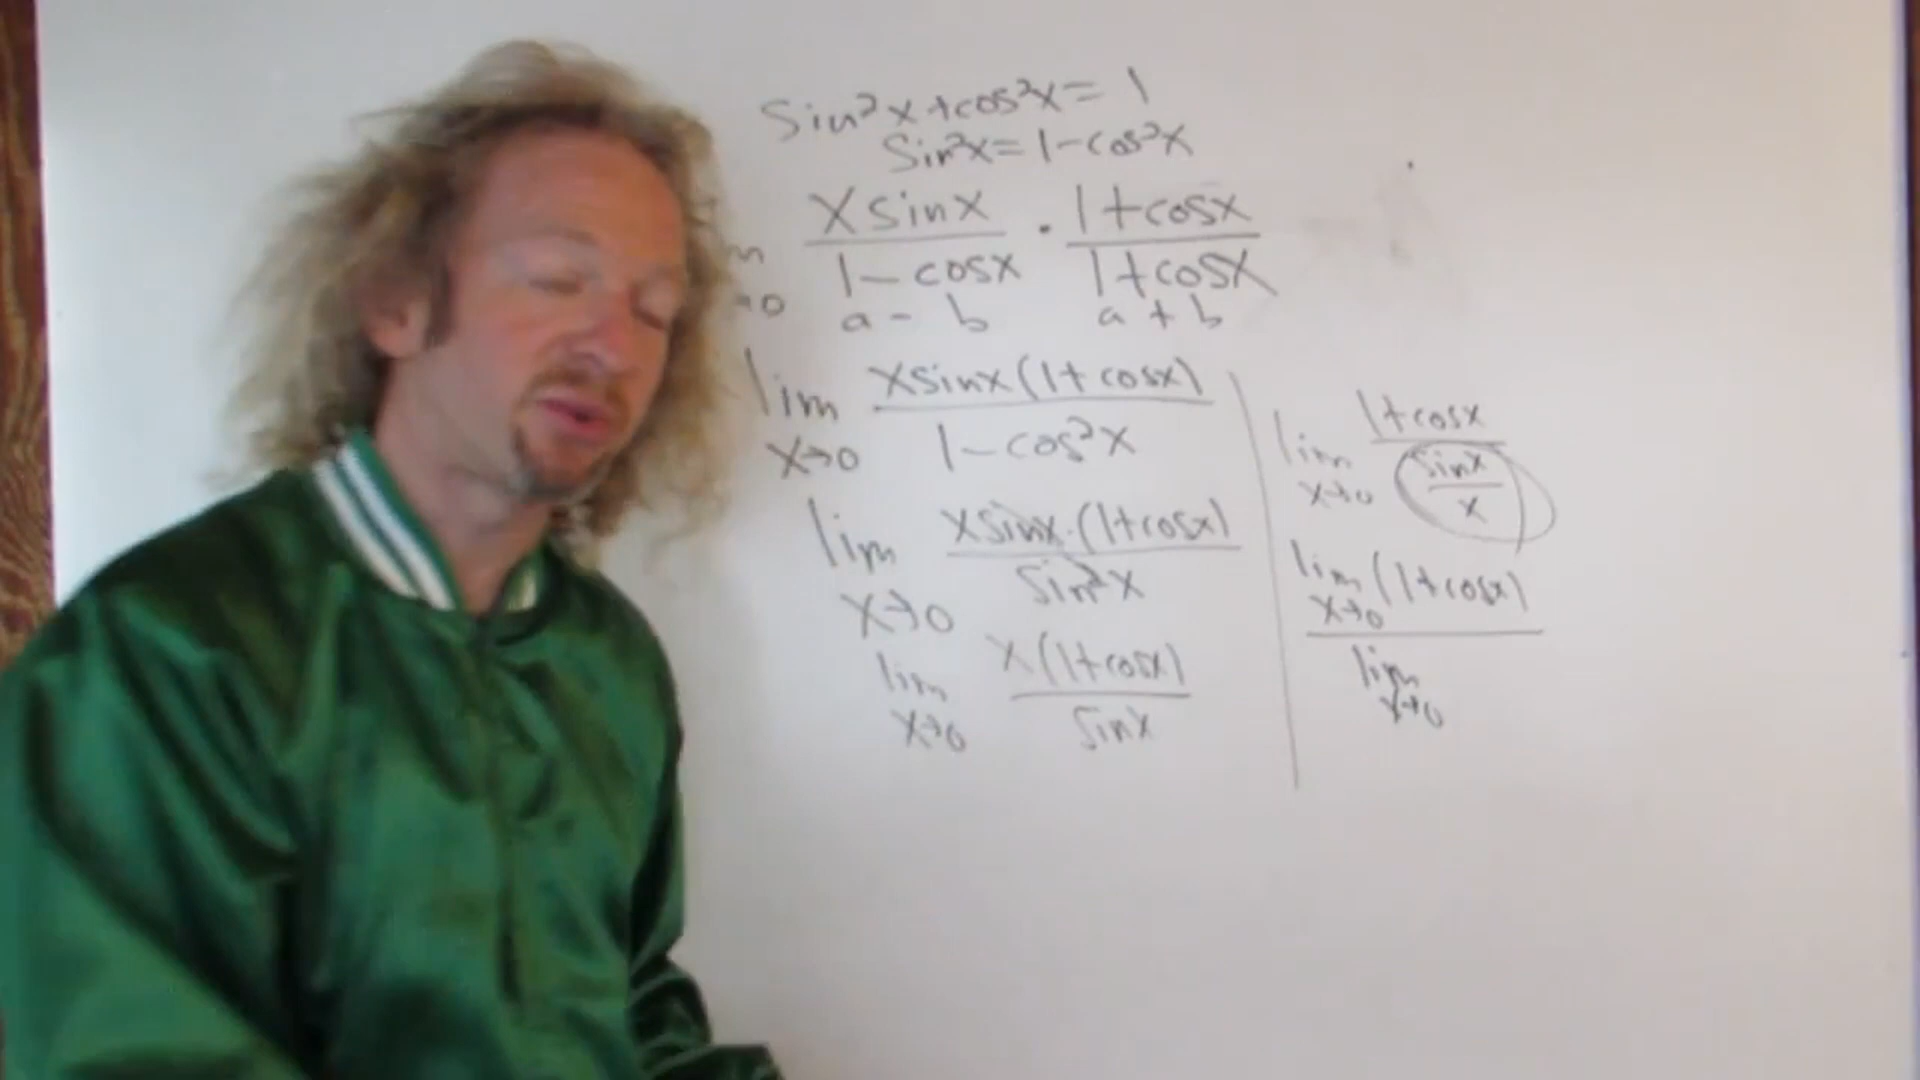 sin²x+cos²x=1
sin²x=1-cos²x
xsinx/1-cosx · 1+cosx/1+cosx
a - b a + b
lim x→0 xsinx(1+cosx)/1-cos²x
lim x→0 xsinx·(1+cosx)/sin²x
lim x→0 x(1+cosx)/sinx
lim x→0 1+cosx/sinx/x
lim x→0 (1+cosx)
lim x→0